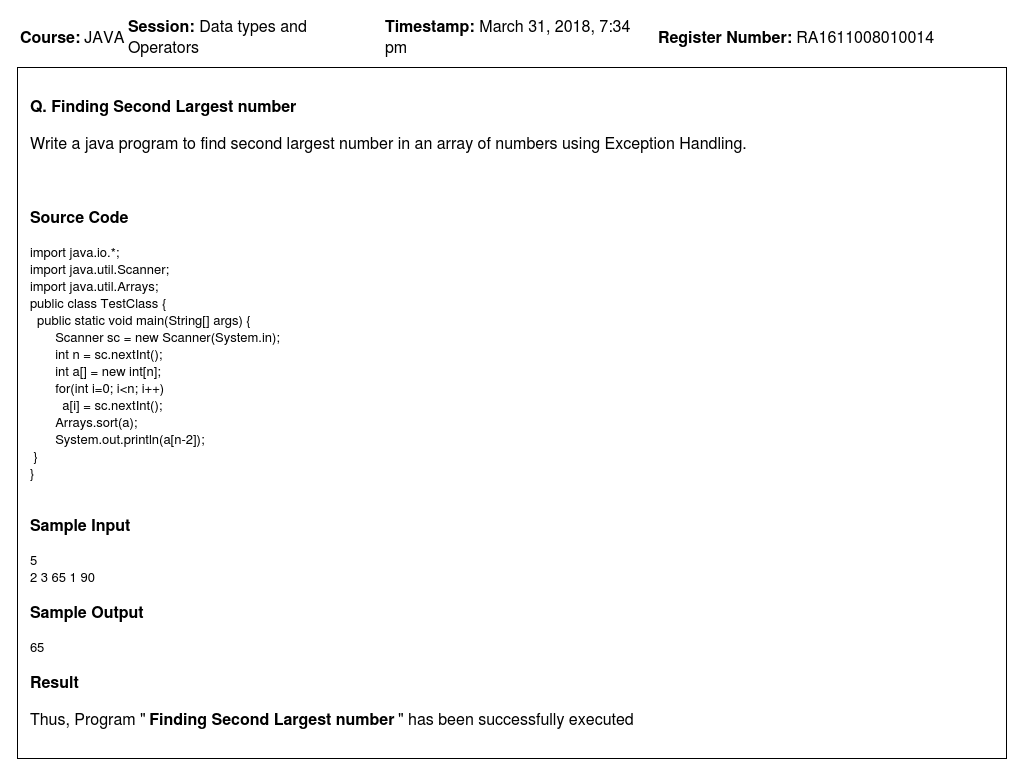 Course: JAVA Session: Data types and Operators Timestamp: March 31, 2018, 7:34 pm Register Number: RA1611008010014
Q. Finding Second Largest number
Write a java program to find second largest number in an array of numbers using Exception Handling.
Source Code
import java.io.*;
import java.util.Scanner;
import java.util.Arrays;
public class TestClass {
  public static void main(String[] args) {
       Scanner sc = new Scanner(System.in);
       int n = sc.nextInt();
       int a[] = new int[n];
       for(int i=0; i<n; i++)
         a[i] = sc.nextInt();
       Arrays.sort(a);
       System.out.println(a[n-2]);
 }
}
Sample Input
5
2 3 65 1 90
Sample Output
65
Result
Thus, Program " Finding Second Largest number " has been successfully executed